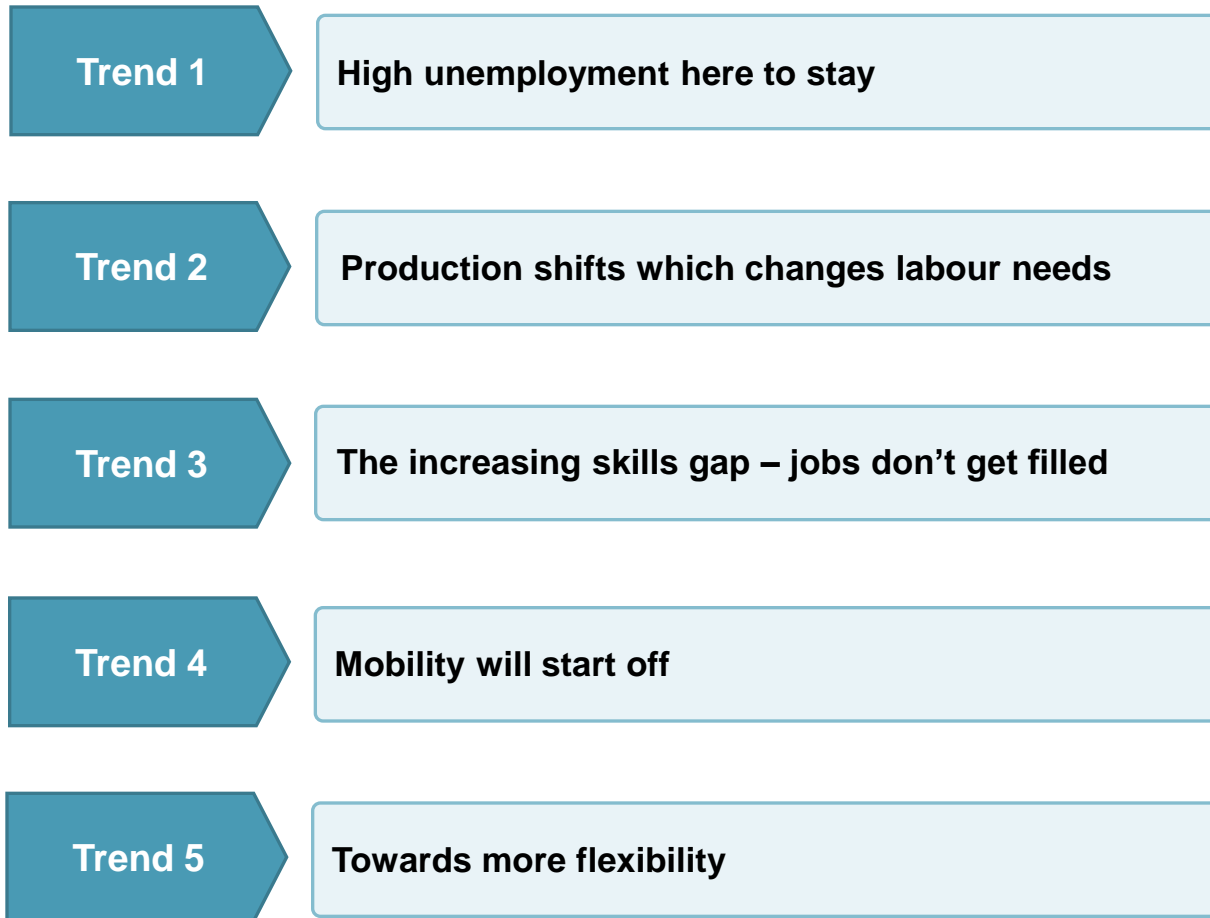 Trend 1
High unemployment here to stay
Trend 2
Production shifts which changes labour needs
Trend 3
The increasing skills gap – jobs don’t get filled
Trend 4
Mobility will start off
Trend 5
Towards more flexibility